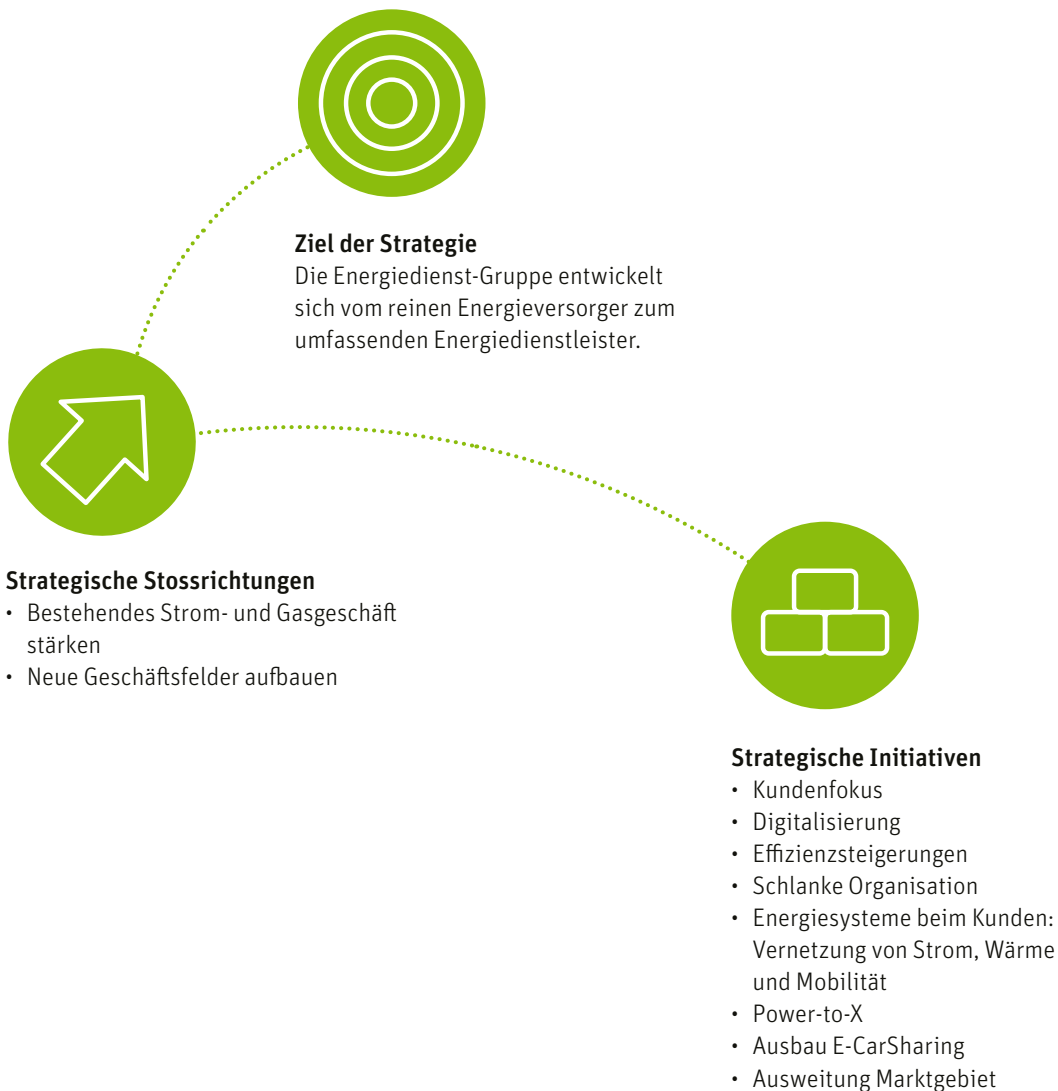 Ziel der Strategie
Die Energiedienst-Gruppe entwickelt
sich vom reinen Energieversorger zum
umfassenden Energiedienstleister.
Strategische Stossrichtungen
• Bestehendes Strom- und Gasgeschäft
stärken
• Neue Geschäftsfelder aufbauen
Strategische Initiativen
• Kundenfokus
• Digitalisierung
• Effizienzsteigerungen
• Schlanke Organisation
• Energiesysteme beim Kunden:
Vernetzung von Strom, Wärme
und Mobilität
• Power-to-X
• Ausbau E-CarSharing
• Ausweitung Marktgebiet